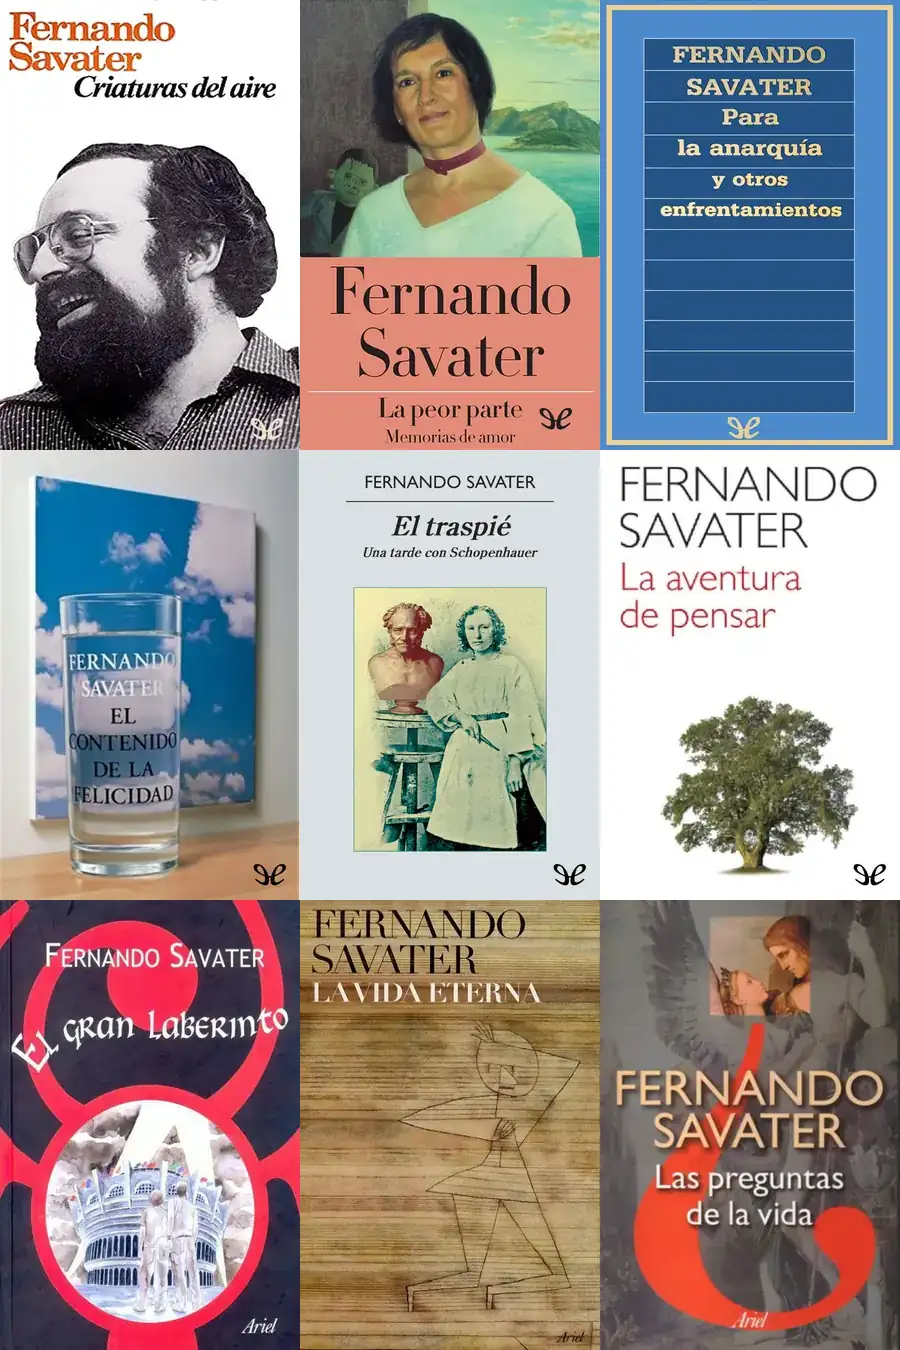 Fernando
Savater
Criaturas del aire
Fernando
Savater
La peor parte
Memorias de amor
FERNANDO
SAVATER
Para
la anarquía
y otros
enfrentamientos
FERNANDO
SAVATER
EL
CONTENIDO
DE LA
FELICIDAD
FERNANDO SAVATER
El traspié
Una tarde con Schopenhauer
FERNANDO
SAVATER
La aventura
de pensar
FERNANDO SAVATER
El gran laberinto
Ariel
FERNANDO
SAVATER
LA VIDA ETERNA
Ariel
FERNANDO
SAVATER
Las preguntas
de la vida
Ariel